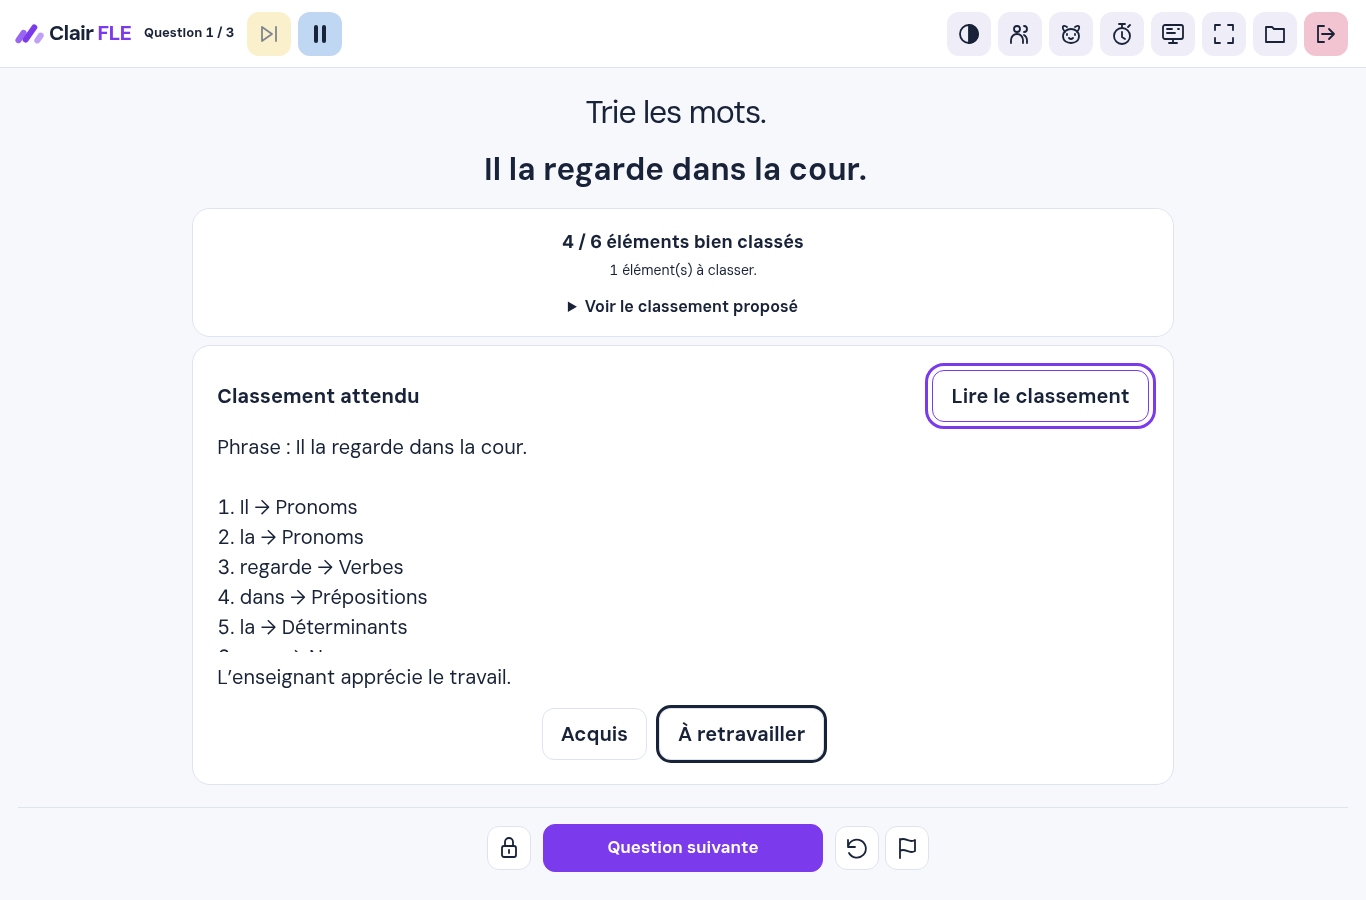 Clair FLE
Question 1 / 3
Trie les mots.
Il la regarde dans la cour.
4 / 6 éléments bien classés
1 élément(s) à classer.
▶ Voir le classement proposé
Classement attendu
Lire le classement
Phrase : Il la regarde dans la cour.
1. Il → Pronoms
2. la → Pronoms
3. regarde → Verbes
4. dans → Prépositions
5. la → Déterminants
L’enseignant apprécie le travail.
Acquis
À retravailler
Question suivante